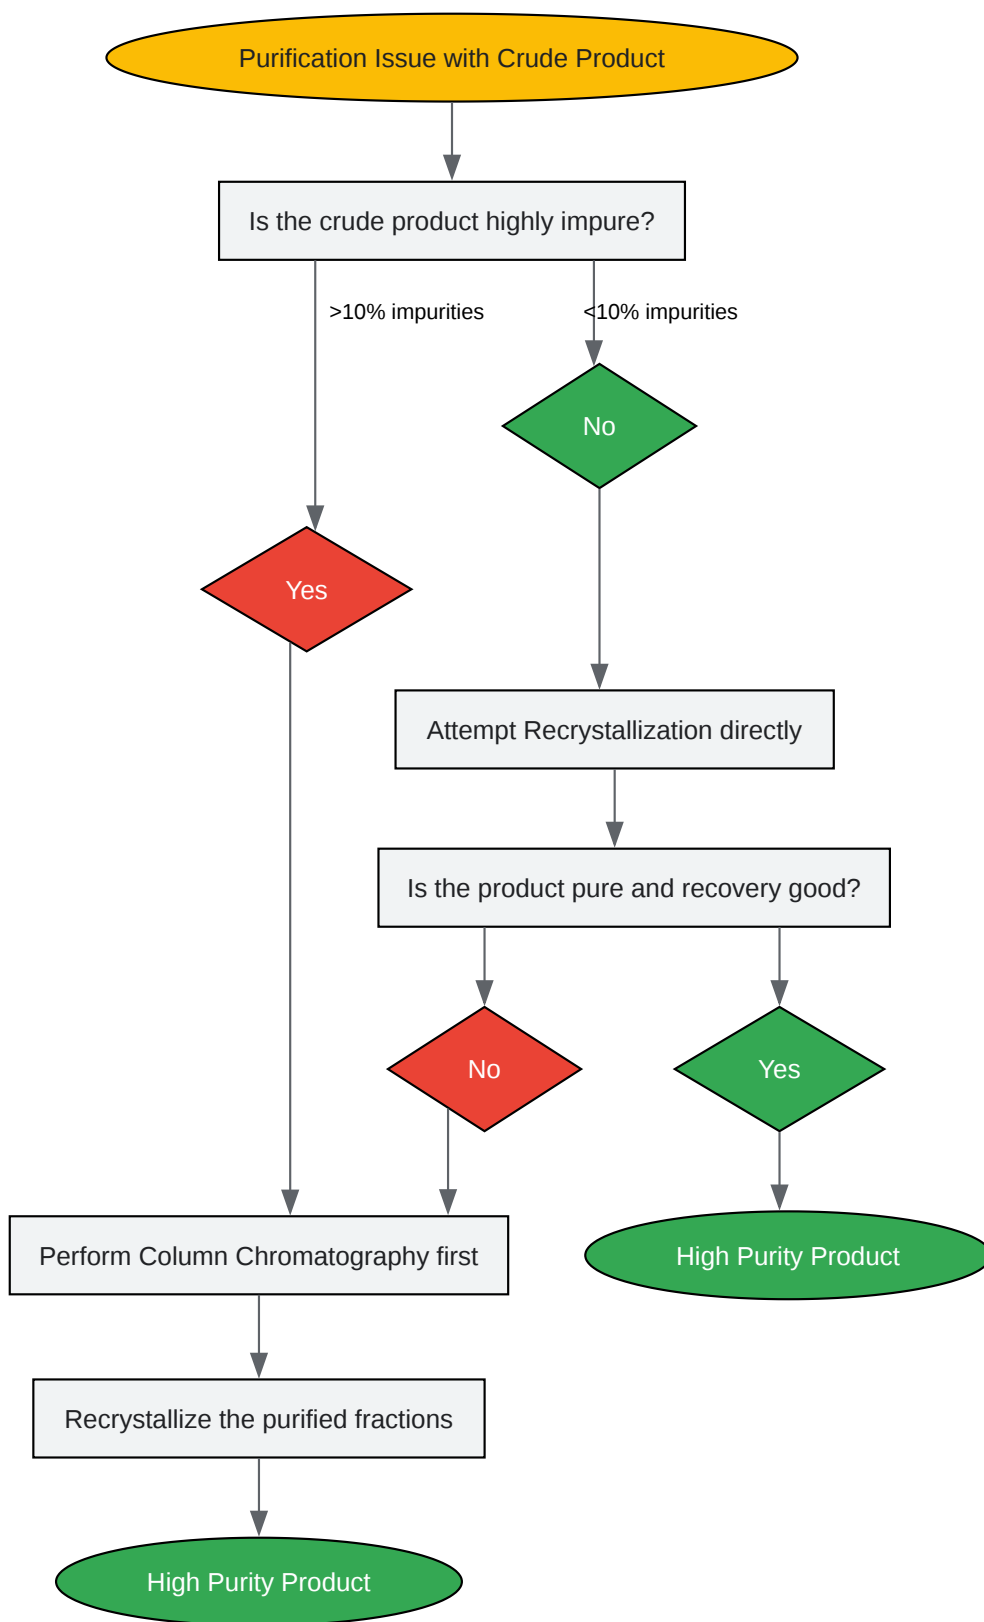 Purification Issue with Crude Product
Is the crude product highly impure?
>10% impurities
<10% impurities
No
Yes
Attempt Recrystallization directly
Is the product pure and recovery good?
No
Yes
Perform Column Chromatography first
High Purity Product
Recrystallize the purified fractions
High Purity Product